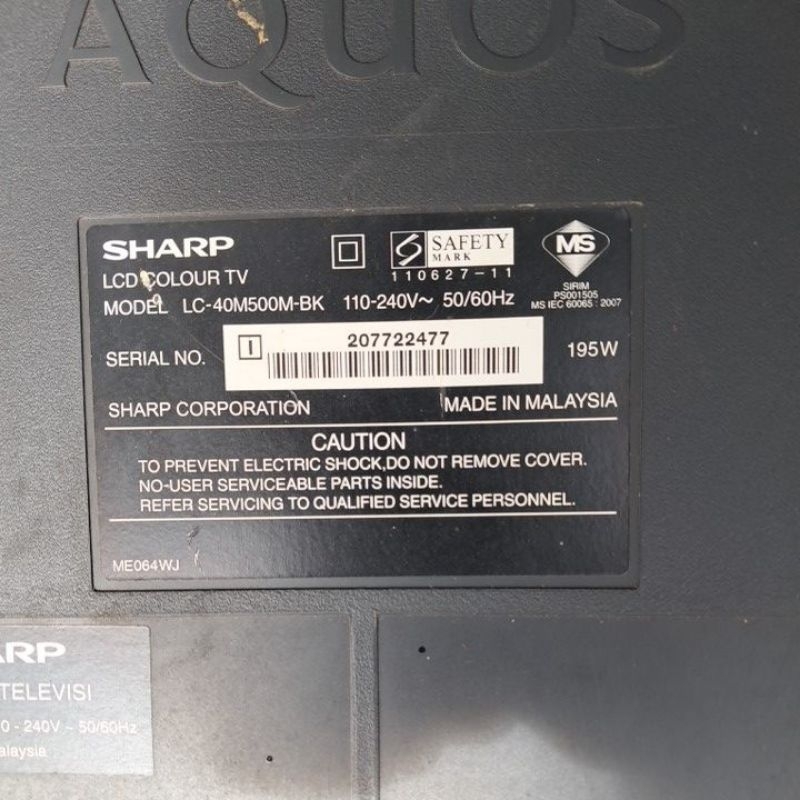 AQUOS
SHARP
SAFETY
MARK
110627-11
MS
SIRIM
PS001505
MS IEC 60065 : 2007
LCD COLOUR TV
MODEL LC-40M500M-BK 110-240V~ 50/60Hz
SERIAL NO. I 207722477 195W
SHARP CORPORATION MADE IN MALAYSIA
CAUTION
TO PREVENT ELECTRIC SHOCK,DO NOT REMOVE COVER.
NO-USER SERVICEABLE PARTS INSIDE.
REFER SERVICING TO QUALIFIED SERVICE PERSONNEL.
ME064WJ
ARP
TELEVISI
0 - 240V ~ 50/60Hz
alaysia